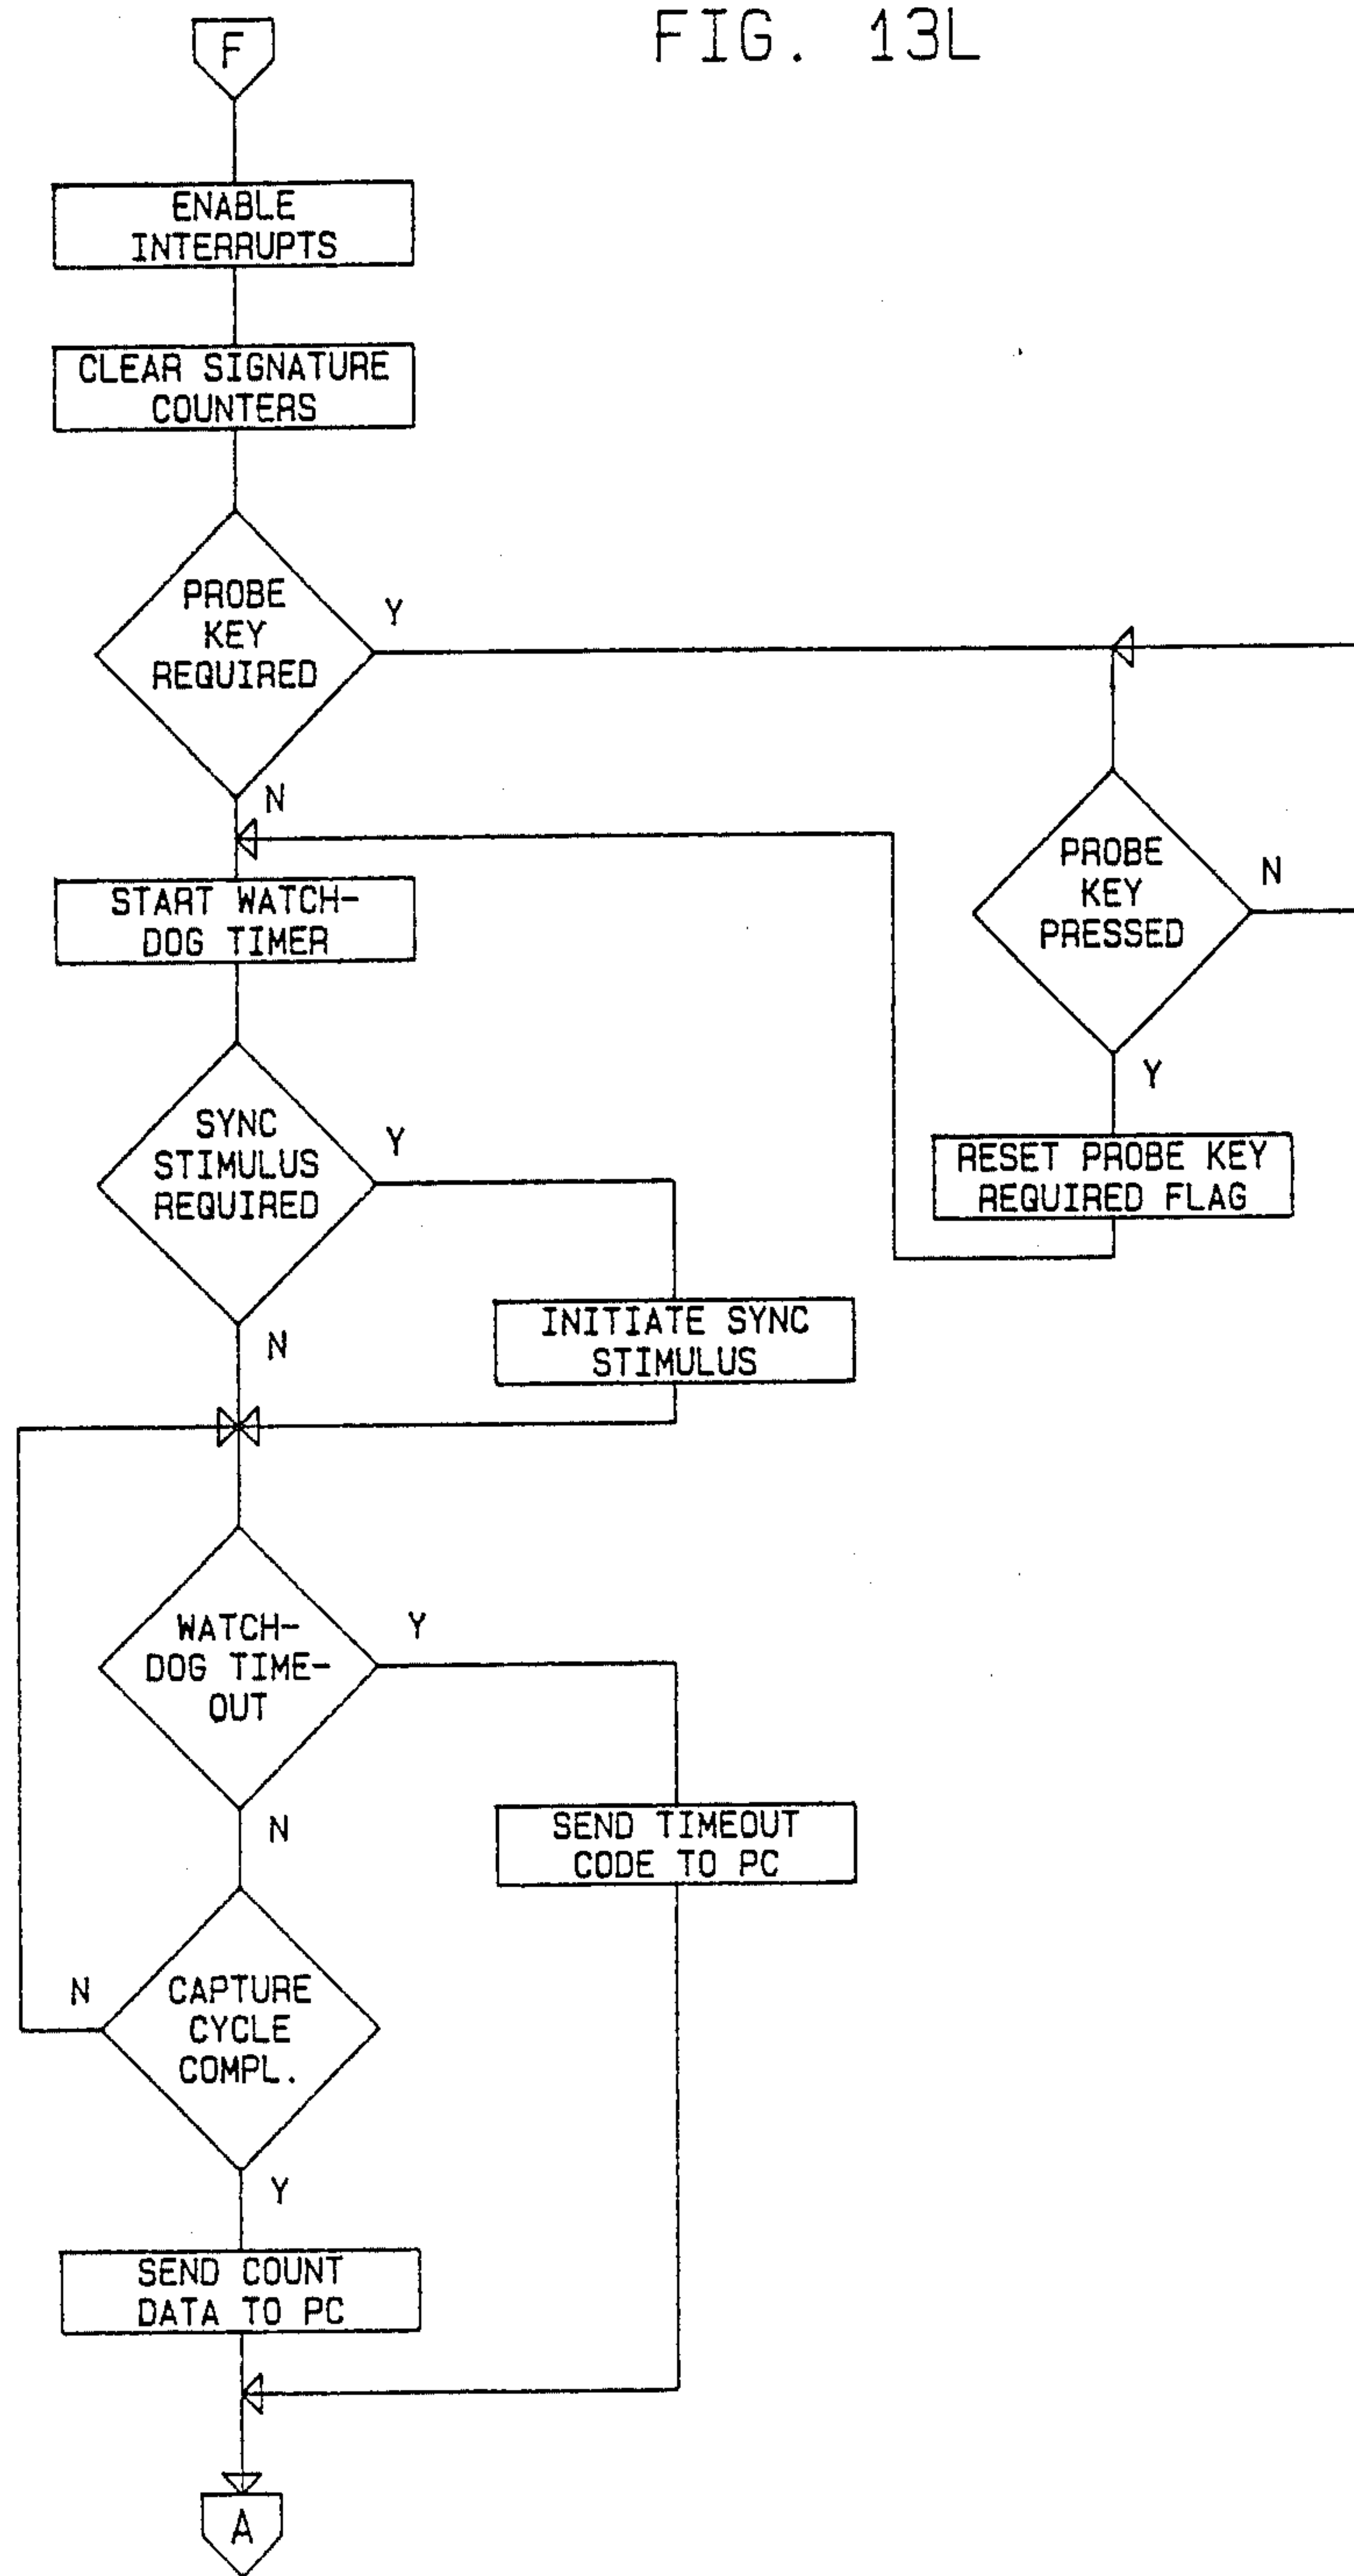 FIG. 13L
F
ENABLE
INTERRUPTS
CLEAR SIGNATURE
COUNTERS
PROBE
KEY
REQUIRED
Y
N
START WATCH-
DOG TIMER
PROBE
KEY
PRESSED
N
Y
RESET PROBE KEY
REQUIRED FLAG
SYNC
STIMULUS
REQUIRED
Y
N
INITIATE SYNC
STIMULUS
WATCH-
DOG TIME-
OUT
Y
N
SEND TIMEOUT
CODE TO PC
CAPTURE
CYCLE
COMPL.
N
Y
SEND COUNT
DATA TO PC
A